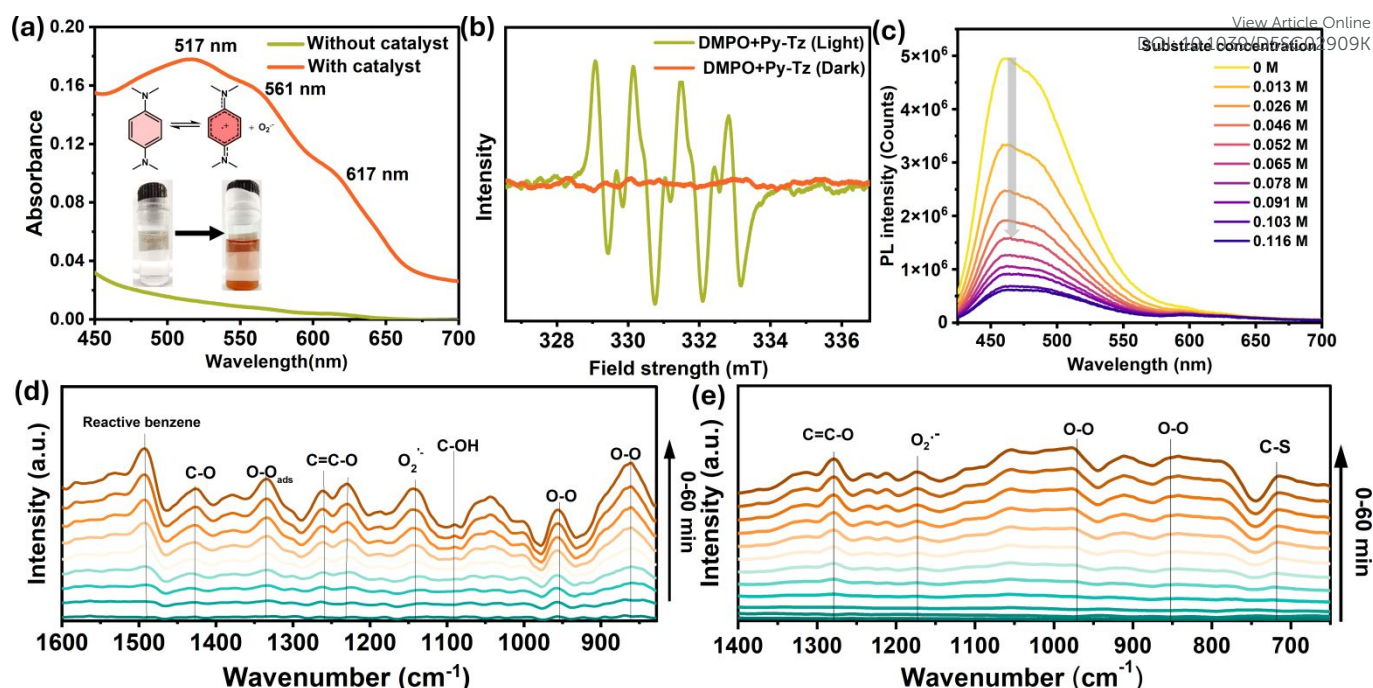 View Article Online
DOI: 10.1039/D5SC02909K
(a)
0.20
0.16
0.12
0.08
0.04
0.00
Absorbance
517 nm
561 nm
617 nm
Without catalyst
With catalyst
N
N
N
N
·+
+ O₂·⁻
450 500 550 600 650 700
Wavelength(nm)
(b)
DMPO+Py-Tz (Light)
DMPO+Py-Tz (Dark)
Intensity
328 330 332 334 336
Field strength (mT)
(c)
Substrate concentration
0 M
0.013 M
0.026 M
0.046 M
0.052 M
0.065 M
0.078 M
0.091 M
0.103 M
0.116 M
5×10⁶
4×10⁶
3×10⁶
2×10⁶
1×10⁶
0
PL intensity (Counts)
450 500 550 600 650 700
Wavelength (nm)
(d)
Reactive benzene
C-O
O-Oads
C=C-O
O₂·⁻
C-OH
O-O
O-O
Intensity (a.u.)
0-60 min
1600 1500 1400 1300 1200 1100 1000 900
Wavenumber (cm⁻¹)
(e)
C=C-O
O₂·⁻
O-O
O-O
C-S
Intensity (a.u.)
0-60 min
1400 1300 1200 1100 1000 900 800 700
Wavenumber (cm⁻¹)